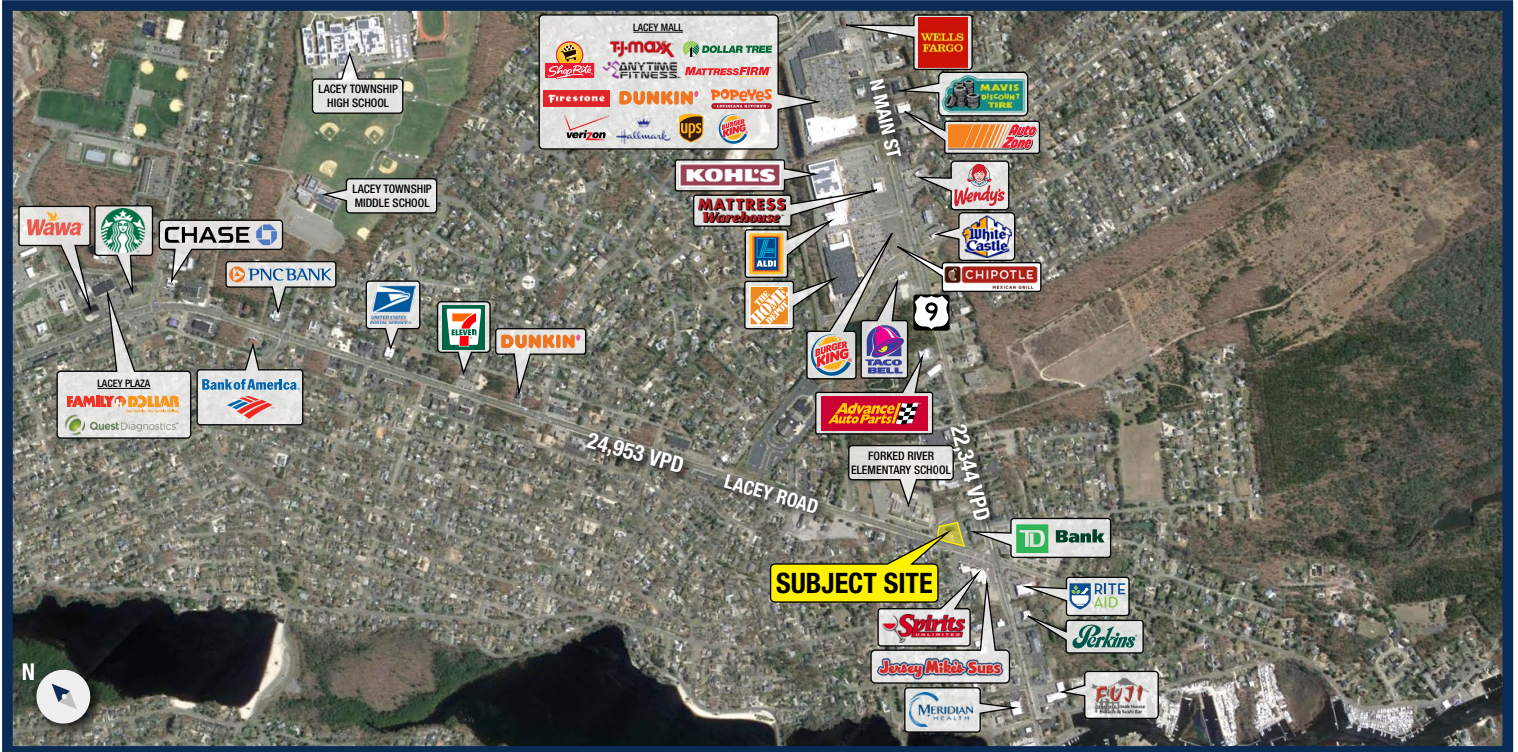 LACEY MALL
ShopRite
T.J.maxx
DOLLAR TREE
ANYTIME
FITNESS
MATTRESSFIRM
Firestone
DUNKIN'
POPEYES
LOUISIANA KITCHEN
verizon
Hallmark
ups
BURGER
KING
WELLS
FARGO
LACEY TOWNSHIP
HIGH SCHOOL
N MAIN ST
MAVIS
DISCOUNT
TIRE
Auto
Zone
KOHL'S
Wendy's
LACEY TOWNSHIP
MIDDLE SCHOOL
MATTRESS
Warehouse
Wawa
CHASE
White
Castle
ALDI
PNC BANK
CHIPOTLE
MEXICAN GRILL
UNITED STATES
POSTAL SERVICE
THE
HOME
DEPOT
9
7
ELEVEn
DUNKIN'
BURGER
KING
TACO
BELL
LACEY PLAZA
FAMILY DOLLAR
Quest Diagnostics
Bank of America
Advance
Auto Parts
24,953 VPD
LACEY ROAD
22,344 VPD
FORKED RIVER
ELEMENTARY SCHOOL
TD Bank
SUBJECT SITE
RITE
AID
Spirits
UNLIMITED
Perkins
Jersey Mike's SUBS
N
MERIDIAN
HEALTH
FUJI